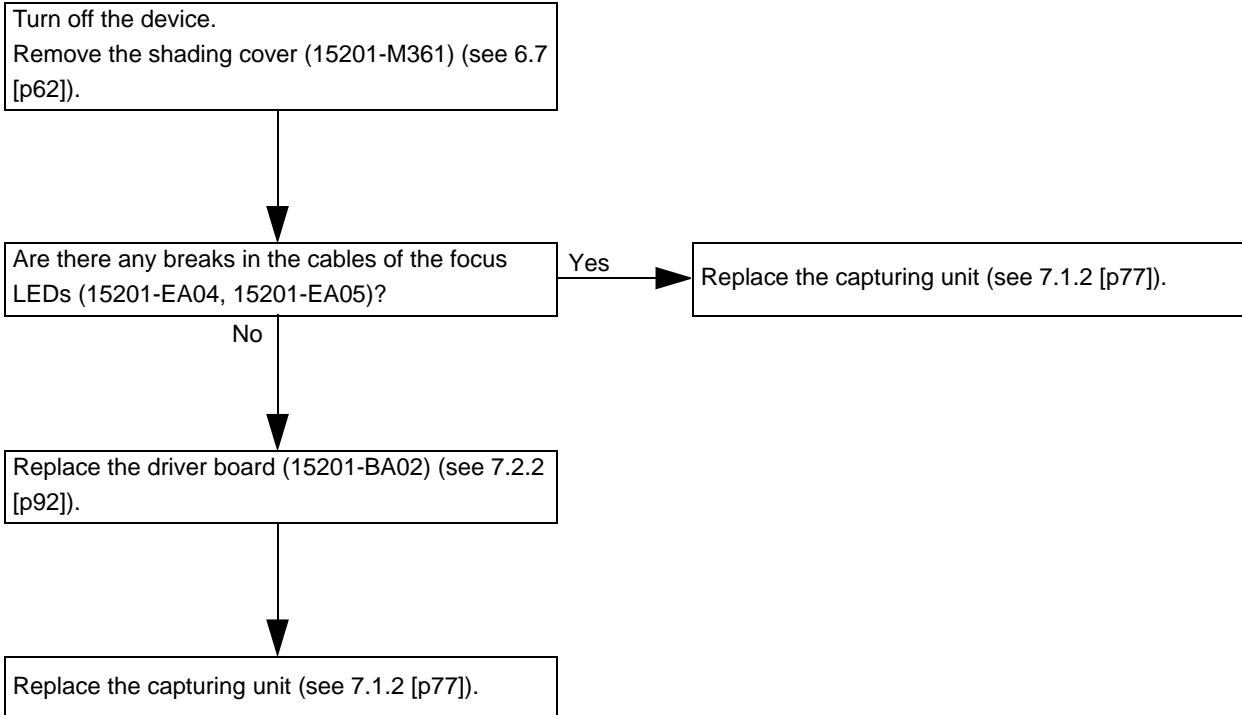 Turn off the device.
Remove the shading cover (15201-M361) (see 6.7
[p62]).
Are there any breaks in the cables of the focus
LEDs (15201-EA04, 15201-EA05)?
Yes
Replace the capturing unit (see 7.1.2 [p77]).
No
Replace the driver board (15201-BA02) (see 7.2.2
[p92]).
Replace the capturing unit (see 7.1.2 [p77]).